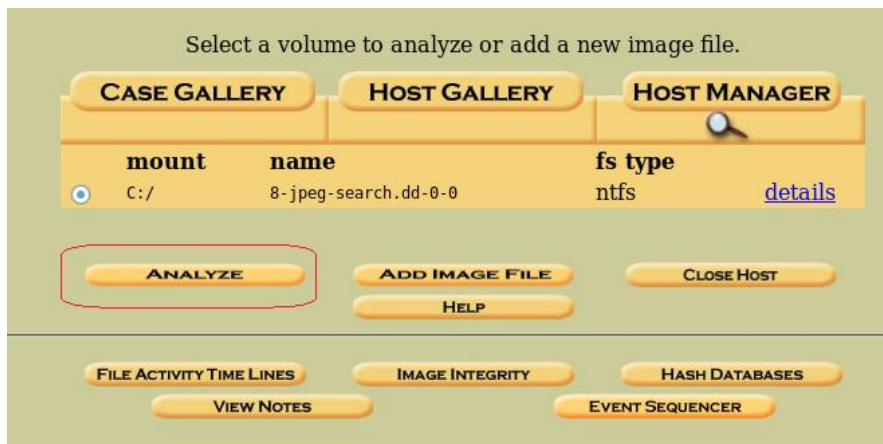 Select a volume to analyze or add a new image file.
CASE GALLERY HOST GALLERY HOST MANAGER
mount name fs type
C:/ 8-jpeg-search.dd-0-0 ntfs details
ANALYZE ADD IMAGE FILE CLOSE HOST
HELP
FILE ACTIVITY TIME LINES IMAGE INTEGRITY HASH DATABASES
VIEW NOTES EVENT SEQUENCER